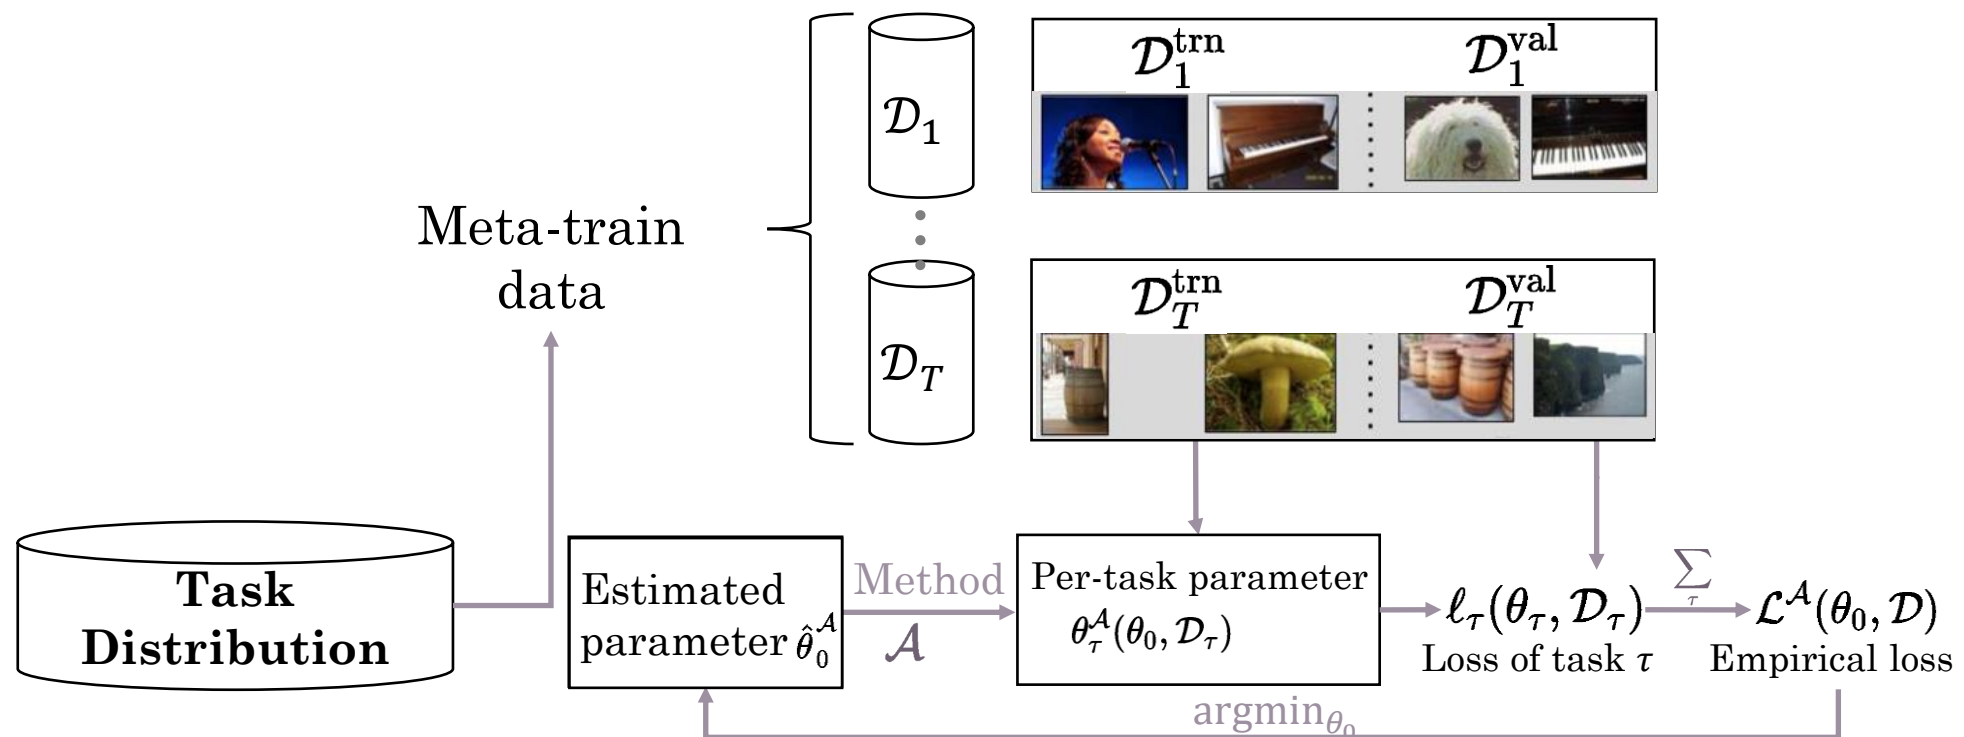 𝒟₁
𝒟₁^trn 𝒟₁^val
Meta-train
data
𝒟_T
𝒟_T^trn 𝒟_T^val
Task
Distribution
Estimated
parameter θ̂₀^𝒜
Method
𝒜
Per-task parameter
θ_τ^𝒜(θ₀, 𝒟_τ)
ℓ_τ(θ_τ, 𝒟_τ)
Loss of task τ
∑_τ
ℒ^𝒜(θ₀, 𝒟)
Empirical loss
argmin_θ₀